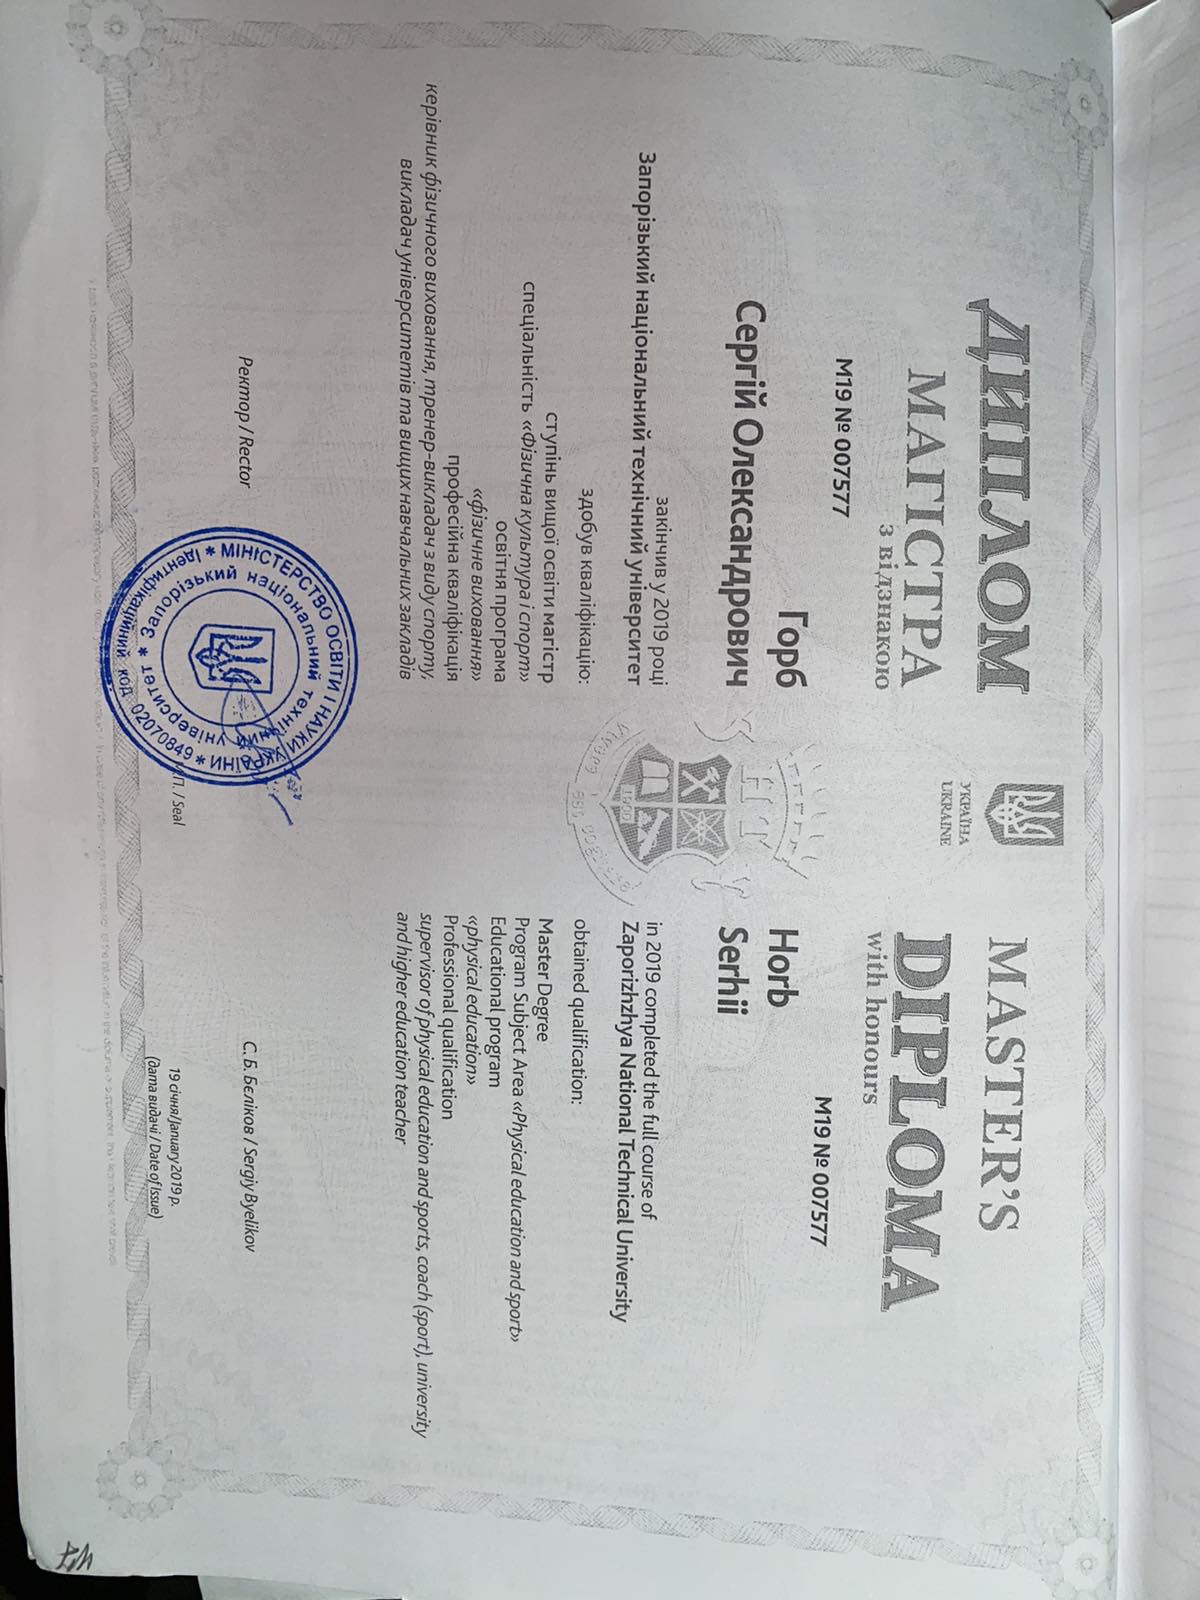 ДИПЛОМ
МАГІСТРА
з відзнакою
М19 № 007577
Горб
Сергій Олександрович
закінчив у 2019 році
Запорізький національний технічний університет
здобув кваліфікацію:
ступінь вищої освіти магістр
спеціальність «Фізична культура і спорт»
освітня програма
«фізичне виховання»
професійна кваліфікація
керівник фізичного виховання, тренер-викладач з виду спорту,
викладач університетів та вищих навчальних закладів
Ректор / Rector
МІНІСТЕРСТВО ОСВІТИ І НАУКИ УКРАЇНИ *
Ідентифікаційний код 02070849 *
Запорізький національний технічний університет *
М.П. / Seal
УКРАЇНА
UKRAINE
1900
MASTER'S
DIPLOMA
with honours
М19 № 007577
Horb
Serhii
in 2019 completed the full course of
Zaporizhzhya National Technical University
obtained qualification:
Master Degree
Program Subject Area «Physical education and sport»
Educational program
«physical education»
Professional qualification
supervisor of physical education and sports, coach (sport), university
and higher education teacher
С. Б. Бєліков / Sergiy Byelikov
19 січня/January 2019 р.
(дата видачі / Date of Issue)